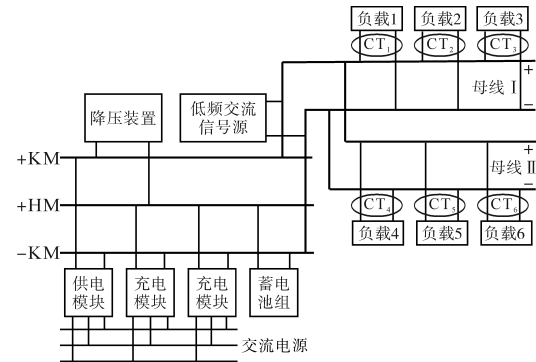 负载1 负载2 负载3
CT₁ CT₂ CT₃
+
母线Ⅰ
−
降压装置
低频交流
信号源
+KM
+
母线Ⅱ
−
+HM
CT₄ CT₅ CT₆
负载4 负载5 负载6
−KM
供电
模块
充电
模块
充电
模块
蓄电
池组
交流电源